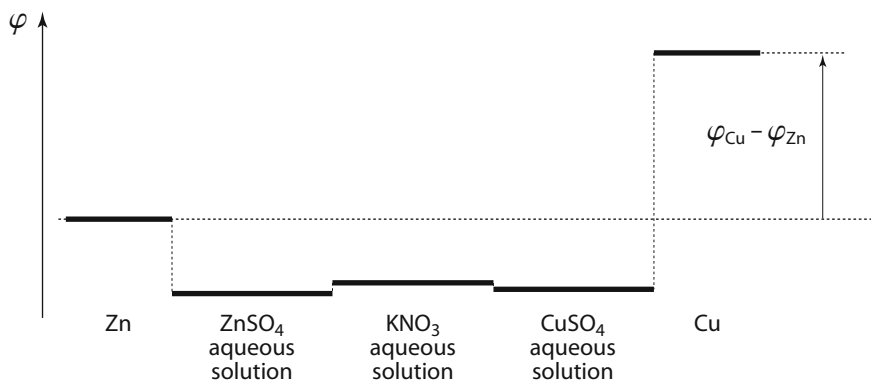 φ
φCu – φZn
Zn
ZnSO4
aqueous
solution
KNO3
aqueous
solution
CuSO4
aqueous
solution
Cu